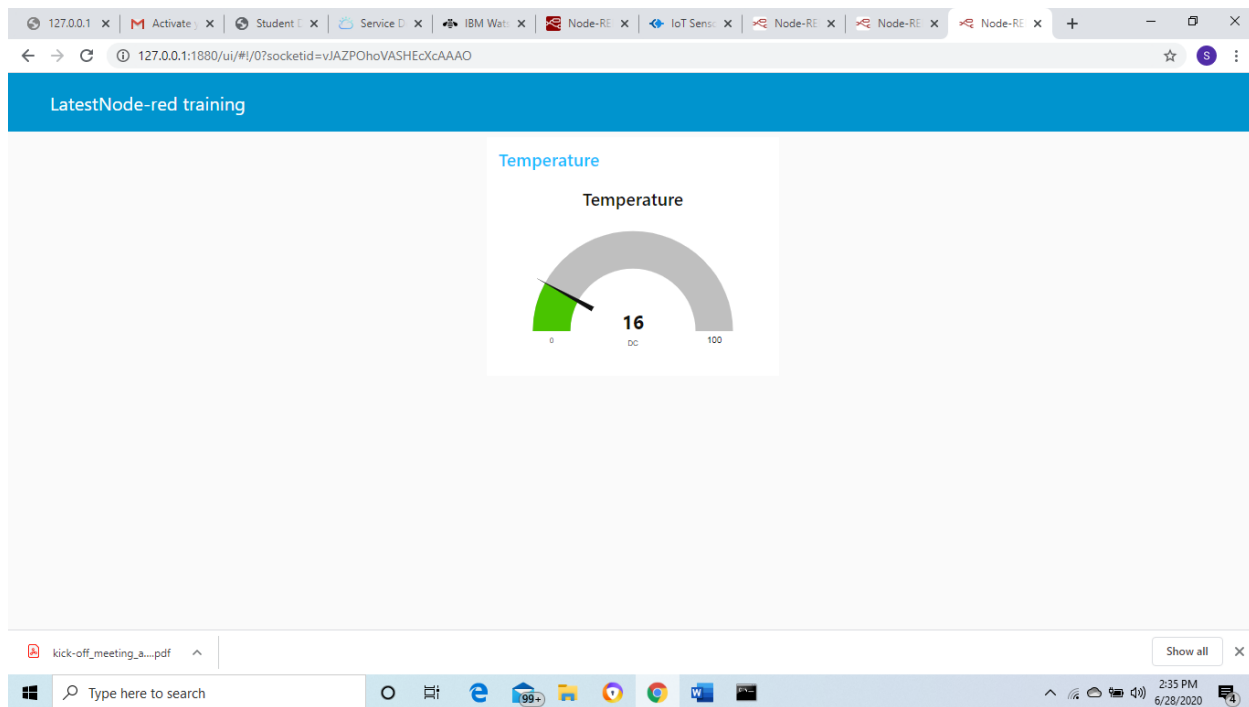 127.0.0.1
Activate y
Student D
Service D
IBM Wats
Node-RE
IoT Senso
Node-RE
Node-RE
Node-RE
127.0.0.1:1880/ui/#!/0?socketid=vJAZPOhoVASHEcXcAAAO
S
LatestNode-red training
Temperature
Temperature
16
0
DC
100
kick-off_meeting_a....pdf
Show all
Type here to search
99+
2:35 PM
6/28/2020
4